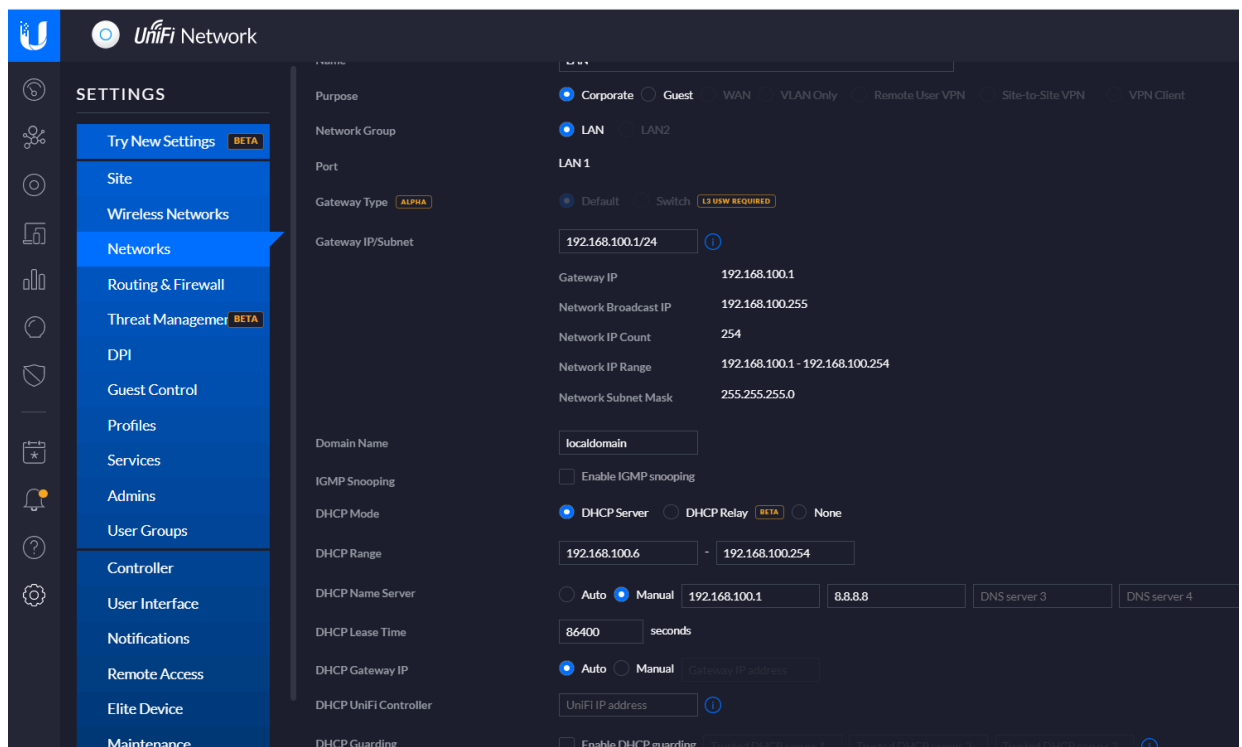 UniFi Network
SETTINGS
Try New Settings BETA
Site
Wireless Networks
Networks
Routing & Firewall
Threat Managemer BETA
DPI
Guest Control
Profiles
Services
Admins
User Groups
Controller
User Interface
Notifications
Remote Access
Elite Device
Maintenance
Name LAN
Purpose Corporate Guest WAN VLAN Only Remote User VPN Site-to-Site VPN VPN Client
Network Group LAN LAN2
Port LAN 1
Gateway Type ALPHA Default Switch L3 USW REQUIRED
Gateway IP/Subnet 192.168.100.1/24
Gateway IP 192.168.100.1
Network Broadcast IP 192.168.100.255
Network IP Count 254
Network IP Range 192.168.100.1 - 192.168.100.254
Network Subnet Mask 255.255.255.0
Domain Name localdomain
IGMP Snooping Enable IGMP snooping
DHCP Mode DHCP Server DHCP Relay BETA None
DHCP Range 192.168.100.6 - 192.168.100.254
DHCP Name Server Auto Manual 192.168.100.1 8.8.8.8 DNS server 3 DNS server 4
DHCP Lease Time 86400 seconds
DHCP Gateway IP Auto Manual Gateway IP address
DHCP UniFi Controller UniFi IP address
DHCP Guarding Enable DHCP guarding